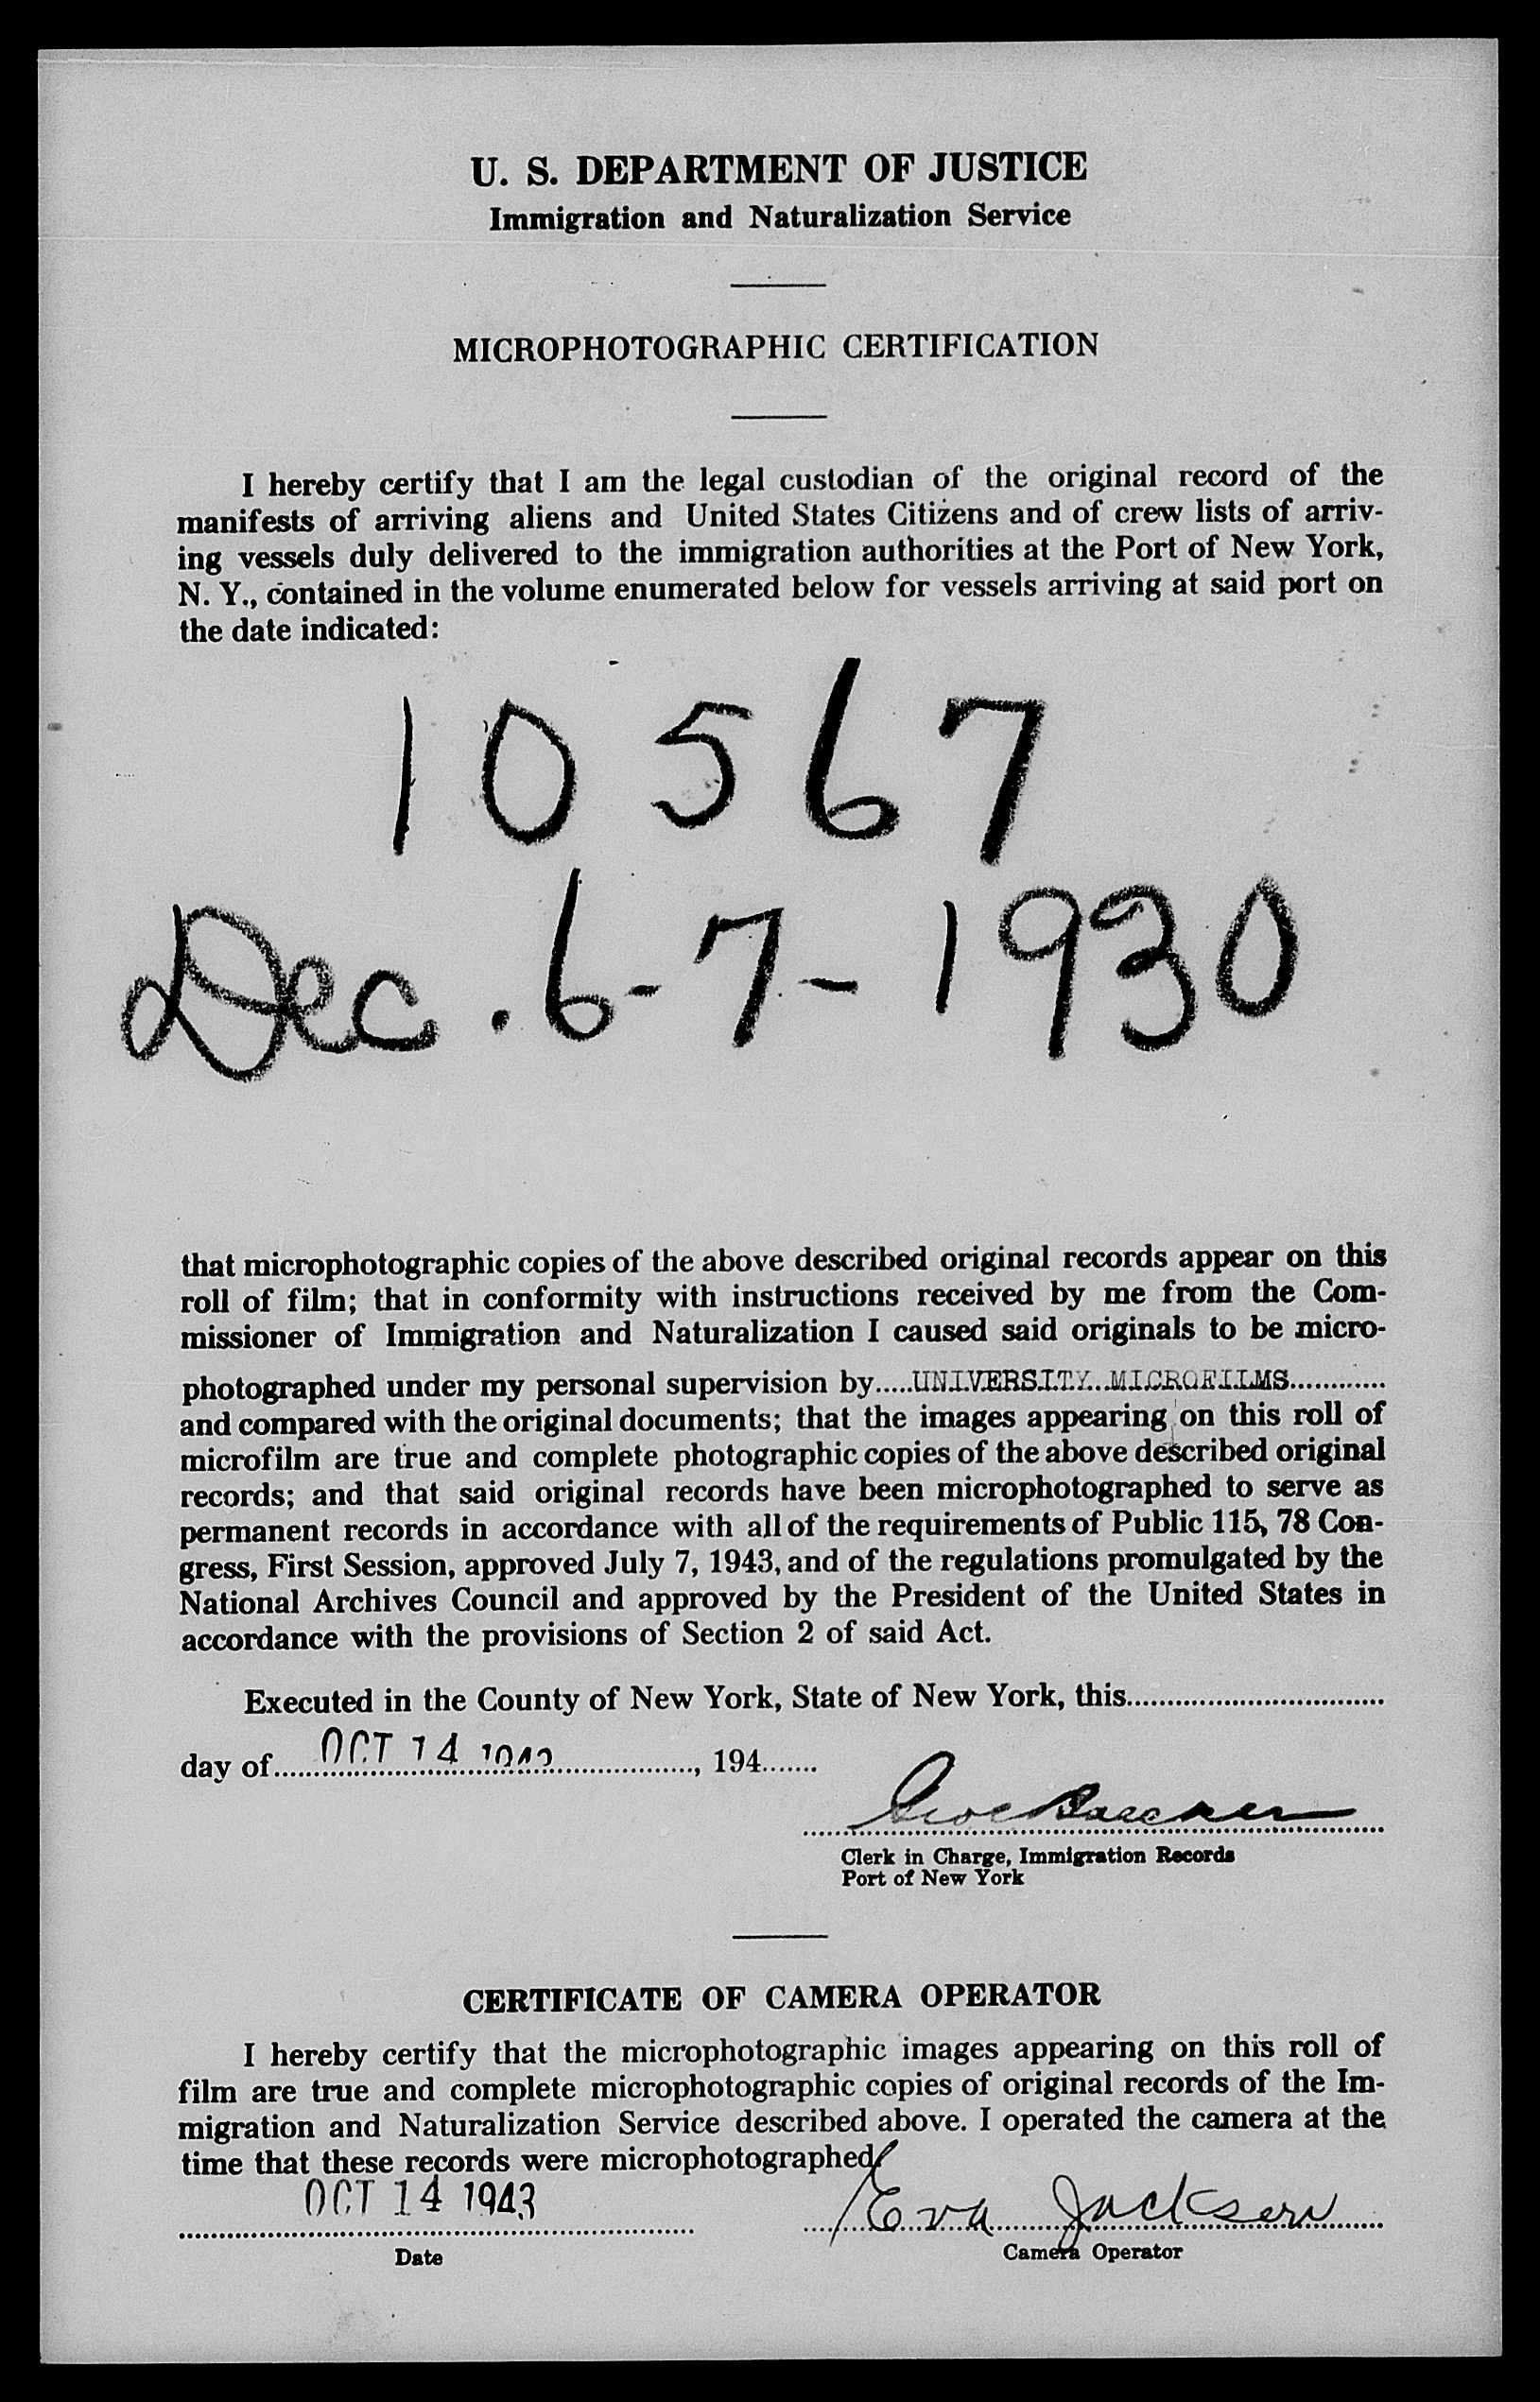 U. S. DEPARTMENT OF JUSTICE
Immigration and Naturalization Service
MICROPHOTOGRAPHIC CERTIFICATION
I hereby certify that I am the legal custodian of the original record of the
manifests of arriving aliens and United States Citizens and of crew lists of arriv-
ing vessels duly delivered to the immigration authorities at the Port of New York,
N. Y., contained in the volume enumerated below for vessels arriving at said port on
the date indicated:
10567
Dec. 6-7-1930
that microphotographic copies of the above described original records appear on this
roll of film; that in conformity with instructions received by me from the Com-
missioner of Immigration and Naturalization I caused said originals to be micro-
photographed under my personal supervision by.....UNIVERSITY MICROFILMS............
and compared with the original documents; that the images appearing on this roll of
microfilm are true and complete photographic copies of the above described original
records; and that said original records have been microphotographed to serve as
permanent records in accordance with all of the requirements of Public 115, 78 Con-
gress, First Session, approved July 7, 1943, and of the regulations promulgated by the
National Archives Council and approved by the President of the United States in
accordance with the provisions of Section 2 of said Act.
Executed in the County of New York, State of New York, this................................
day of.....OCT 14 1943................., 194.......
Clerk in Charge, Immigration Records
Port of New York
CERTIFICATE OF CAMERA OPERATOR
I hereby certify that the microphotographic images appearing on this roll of
film are true and complete microphotographic copies of original records of the Im-
migration and Naturalization Service described above. I operated the camera at the
time that these records were microphotographed.
OCT 14 1943 Eva Jackson
Date Camera Operator